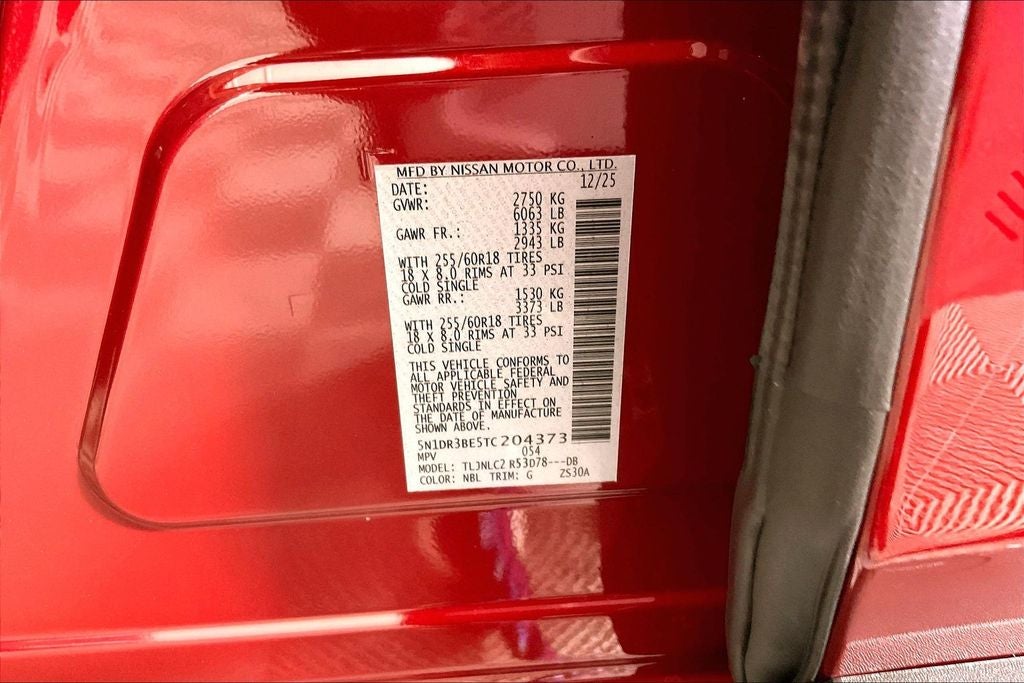 MFD BY NISSAN MOTOR CO., LTD.
DATE: 12/25
GVWR: 2750 KG
6063 LB
GAWR FR.: 1335 KG
2943 LB
WITH 255/60R18 TIRES
18 X 8.0 RIMS AT 33 PSI
COLD SINGLE
GAWR RR.: 1530 KG
3373 LB
WITH 255/60R18 TIRES
18 X 8.0 RIMS AT 33 PSI
COLD SINGLE
THIS VEHICLE CONFORMS TO
ALL APPLICABLE FEDERAL
MOTOR VEHICLE SAFETY AND
THEFT PREVENTION
STANDARDS IN EFFECT ON
THE DATE OF MANUFACTURE
SHOWN ABOVE.
5N1DR3BE5TC204373
MPV 054
MODEL: TLJNLC2 R53D78---DB
COLOR: NBL TRIM: G ZS30A